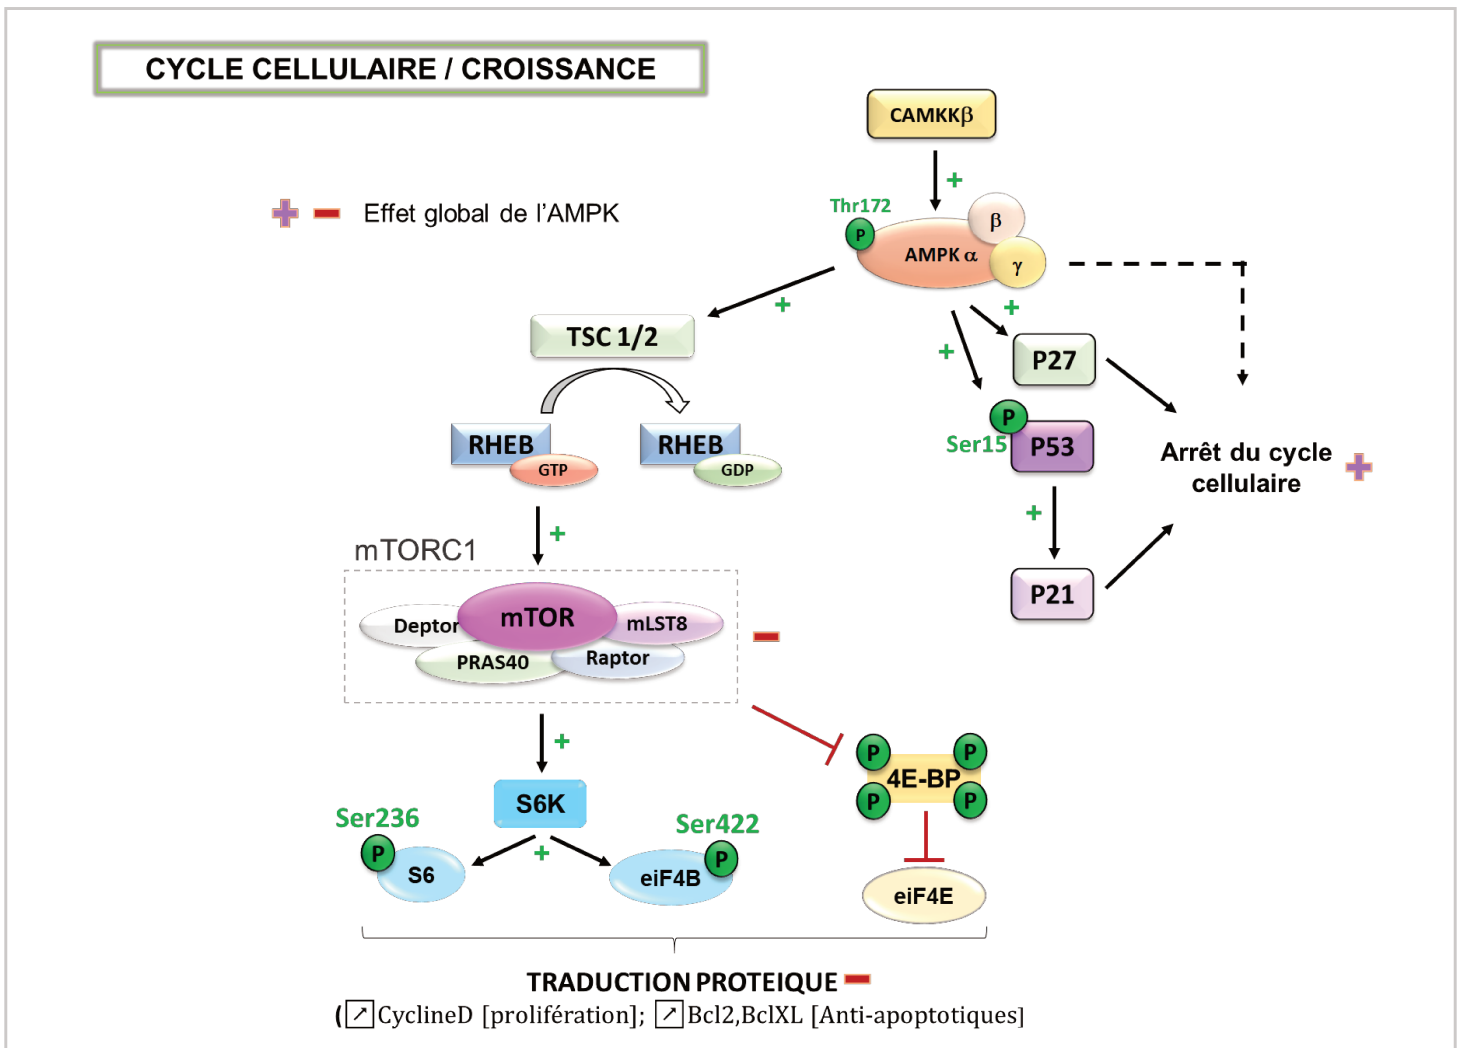 CYCLE CELLULAIRE / CROISSANCE
CAMKKβ
+
Effet global de l'AMPK
Thr172
P
AMPK α
β
γ
+
+
+
TSC 1/2
P27
RHEB
GTP
RHEB
GDP
P
Ser15
P53
Arrêt du cycle
cellulaire
+
+
mTORC1
P21
mTOR
Deptor
mLST8
PRAS40
Raptor
+
S6K
P
P
4E-BP
P
P
Ser236
P
S6
+
Ser422
P
eiF4B
eiF4E
TRADUCTION PROTEIQUE
(↗CyclineD [prolifération]; ↗Bcl2,BclXL [Anti-apoptotiques]